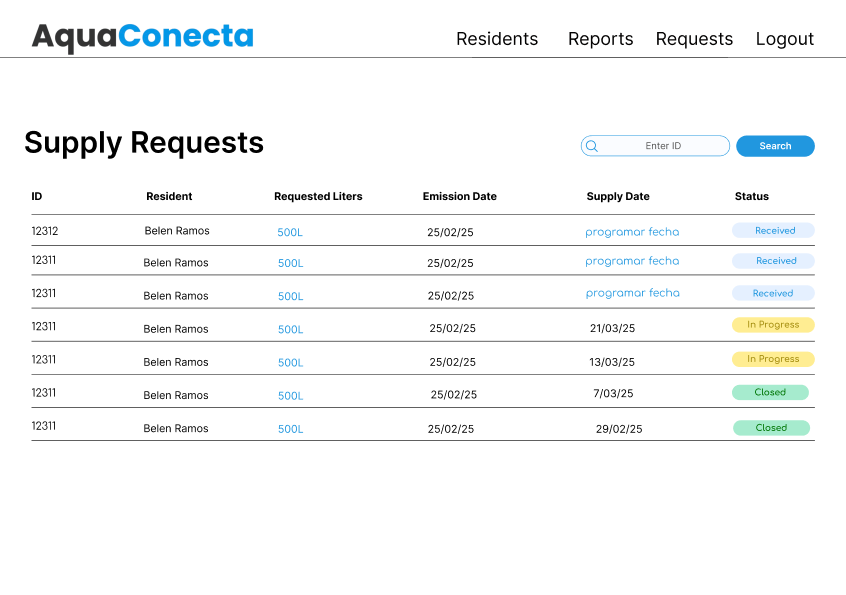 AquaConecta Residents Reports Requests Logout
Supply Requests
Enter ID Search
ID Resident Requested Liters Emission Date Supply Date Status
12312 Belen Ramos 500L 25/02/25 programar fecha Received
12311 Belen Ramos 500L 25/02/25 programar fecha Received
12311 Belen Ramos 500L 25/02/25 programar fecha Received
12311 Belen Ramos 500L 25/02/25 21/03/25 In Progress
12311 Belen Ramos 500L 25/02/25 13/03/25 In Progress
12311 Belen Ramos 500L 25/02/25 7/03/25 Closed
12311 Belen Ramos 500L 25/02/25 29/02/25 Closed